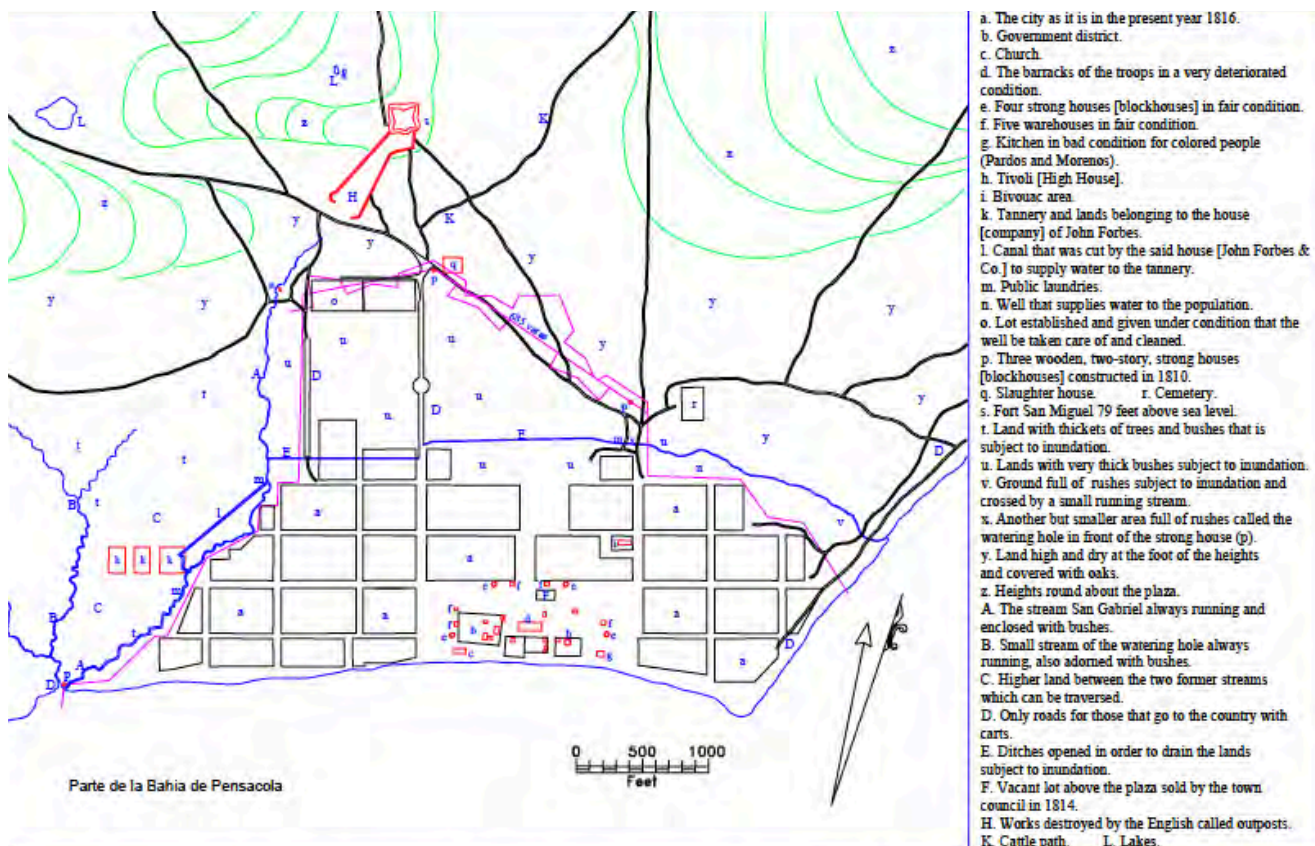 a. The city as it is in the present year 1816.
b. Government district.
c. Church.
d. The barracks of the troops in a very deteriorated
condition.
e. Four strong houses [blockhouses] in fair condition.
f. Five warehouses in fair condition.
g. Kitchen in bad condition for colored people
(Pardos and Morenos).
h. Tivoli [High House].
i. Bivouac area.
k. Tannery and lands belonging to the house
[company] of John Forbes.
l. Canal that was cut by the said house [John Forbes &
Co.] to supply water to the tannery.
m. Public laundries.
n. Well that supplies water to the population.
o. Lot established and given under condition that the
well be taken care of and cleaned.
p. Three wooden, two-story, strong houses
[blockhouses] constructed in 1810.
q. Slaughter house. r. Cemetery.
s. Fort San Miguel 79 feet above sea level.
t. Land with thickets of trees and bushes that is
subject to inundation.
u. Lands with very thick bushes subject to inundation.
v. Ground full of rushes subject to inundation and
crossed by a small running stream.
x. Another but smaller area full of rushes called the
watering hole in front of the strong house (p).
y. Land high and dry at the foot of the heights
and covered with oaks.
z. Heights round about the plaza.
A. The stream San Gabriel always running and
enclosed with bushes.
B. Small stream of the watering hole always
running, also adorned with bushes.
C. Higher land between the two former streams
which can be traversed.
D. Only roads for those that go to the country with
carts.
E. Ditches opened in order to drain the lands
subject to inundation.
F. Vacant lot above the plaza sold by the town
council in 1814.
H. Works destroyed by the English called outposts.
K. Cattle path. L. Lakes.
L
z
z
L
K
z
z
H
K
y
y
y
y
y
y
q
p
o
y
u
u
u
A
D
t
u
u
D
r
y
y
E
E
m
u
y
D
t
t
u
u
m
B
t
C
l
a
a
v
k k k
a
C
m
a
a
a
e f f e
F
B
t
f
e
b
d
h
f
e
c
g
a
A
D
p
D
0 500 1000
Feet
Parte de la Bahia de Pensacola